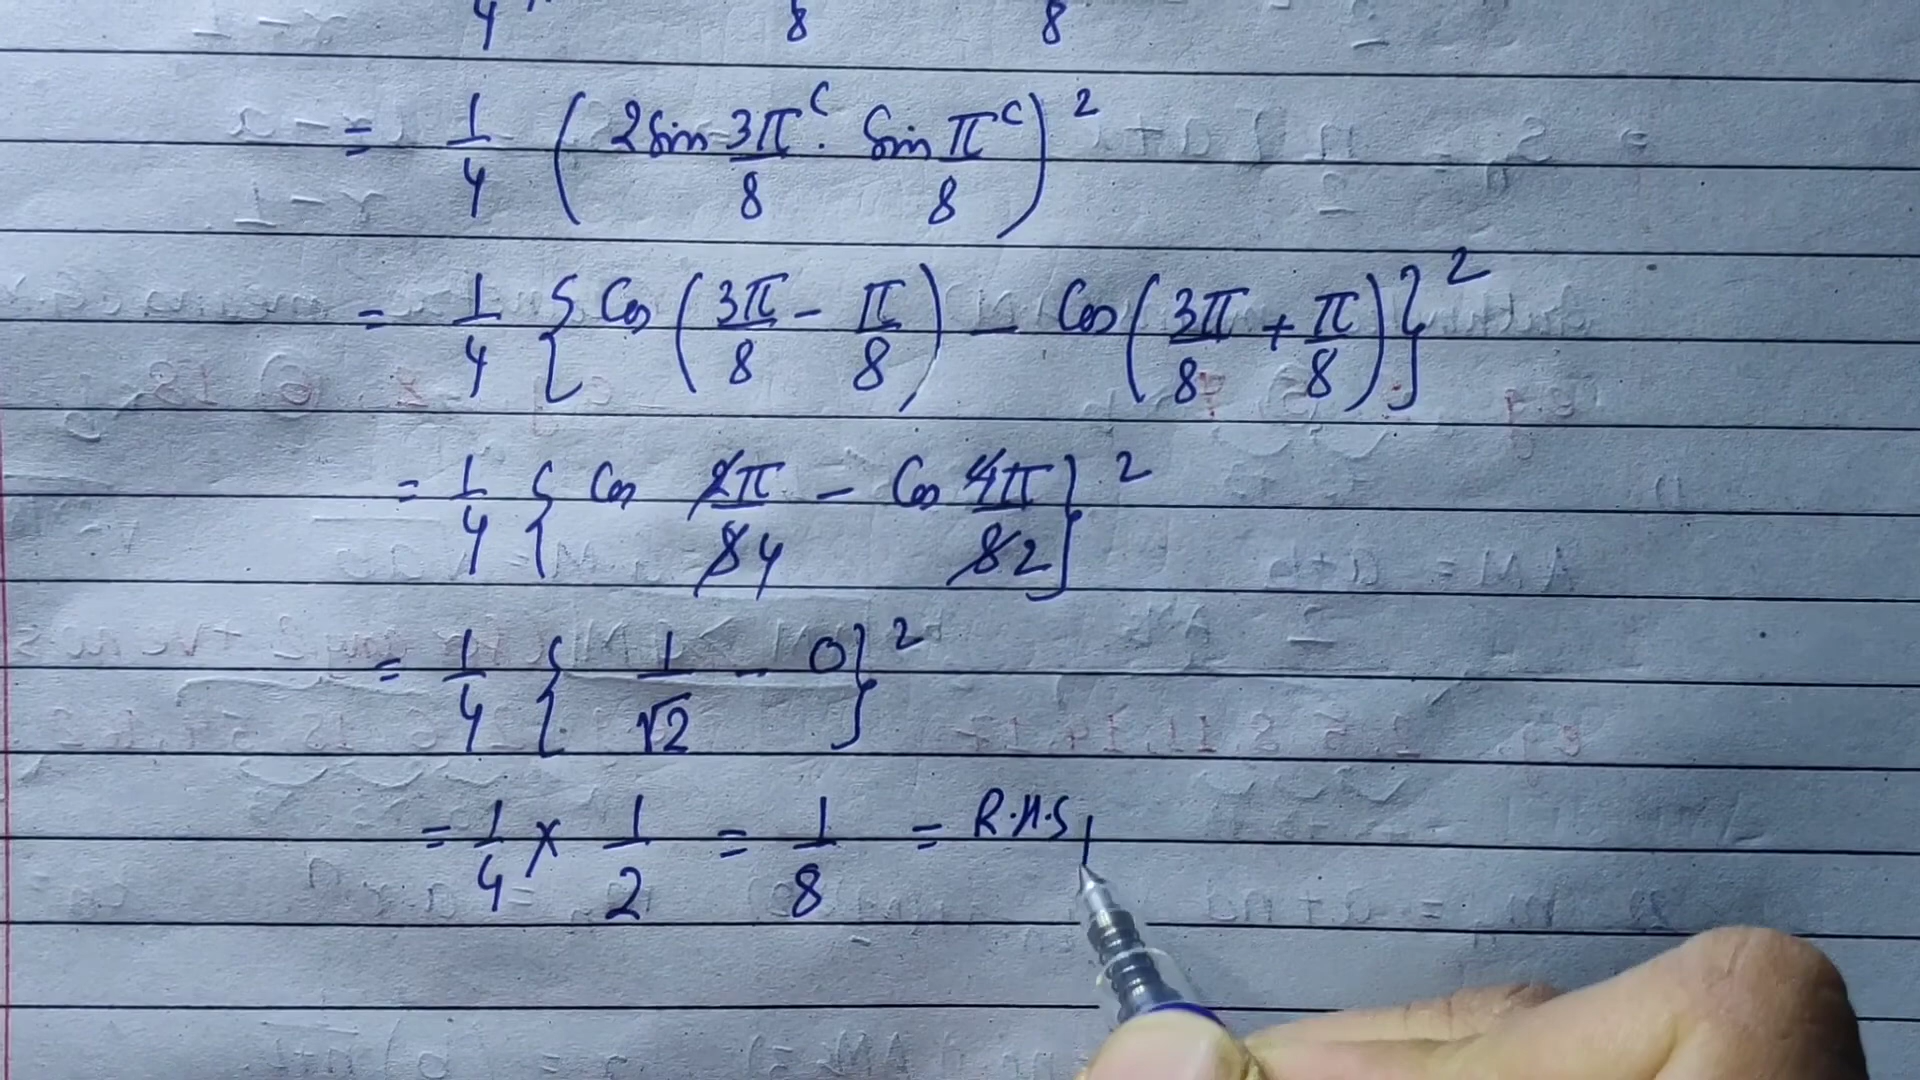 4 8 8
= 1/4 ( 2 Sin 3π^c/8 . Sin π^c/8 )^2
= 1/4 { Cos ( 3π/8 - π/8 ) - Cos ( 3π/8 + π/8 ) }^2
= 1/4 { Cos 2π/8 4 - Cos 4π/8 2 }^2
= 1/4 { 1/√2 - 0 }^2
= 1/4 × 1/2 = 1/8 = R.H.S